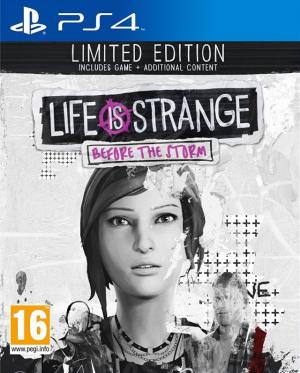 PS4
LIMITED EDITION
INCLUDES GAME + ADDITIONAL CONTENT
LIFE IS STRANGE
BEFORE THE STORM
16
www.pegi.info